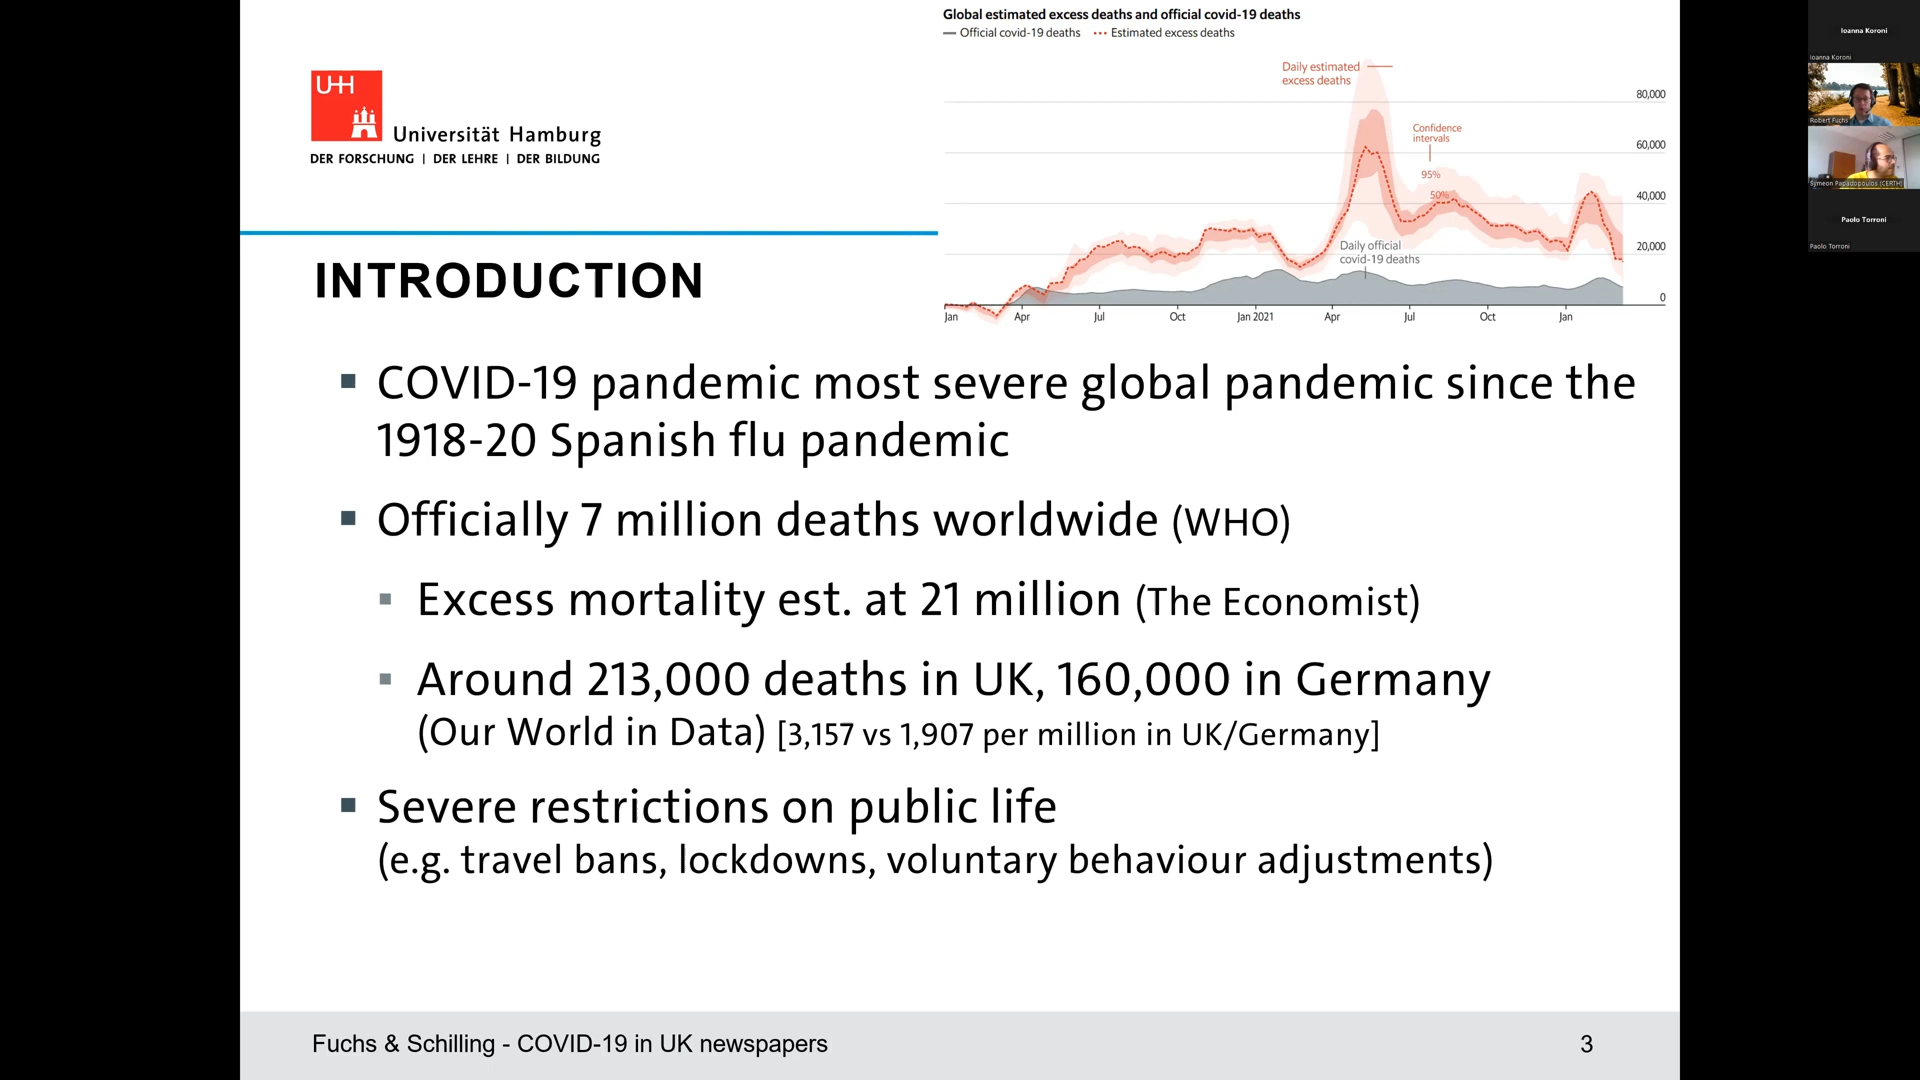 Global estimated excess deaths and official covid-19 deaths
Official covid-19 deaths Estimated excess deaths
Daily estimated
excess deaths
80,000
Confidence
intervals
60,000
95%
50%
40,000
Daily official
covid-19 deaths
20,000
0
Jan Apr Jul Oct Jan 2021 Apr Jul Oct Jan
UHH
Universität Hamburg
DER FORSCHUNG | DER LEHRE | DER BILDUNG
INTRODUCTION
COVID-19 pandemic most severe global pandemic since the
1918-20 Spanish flu pandemic
Officially 7 million deaths worldwide (WHO)
Excess mortality est. at 21 million (The Economist)
Around 213,000 deaths in UK, 160,000 in Germany
(Our World in Data) [3,157 vs 1,907 per million in UK/Germany]
Severe restrictions on public life
(e.g. travel bans, lockdowns, voluntary behaviour adjustments)
Fuchs & Schilling - COVID-19 in UK newspapers
3
Ioanna Koroni
Ioanna Koroni
Robert Fuchs
Symeon Papadopoulos (CERTH)
Paolo Torroni
Paolo Torroni